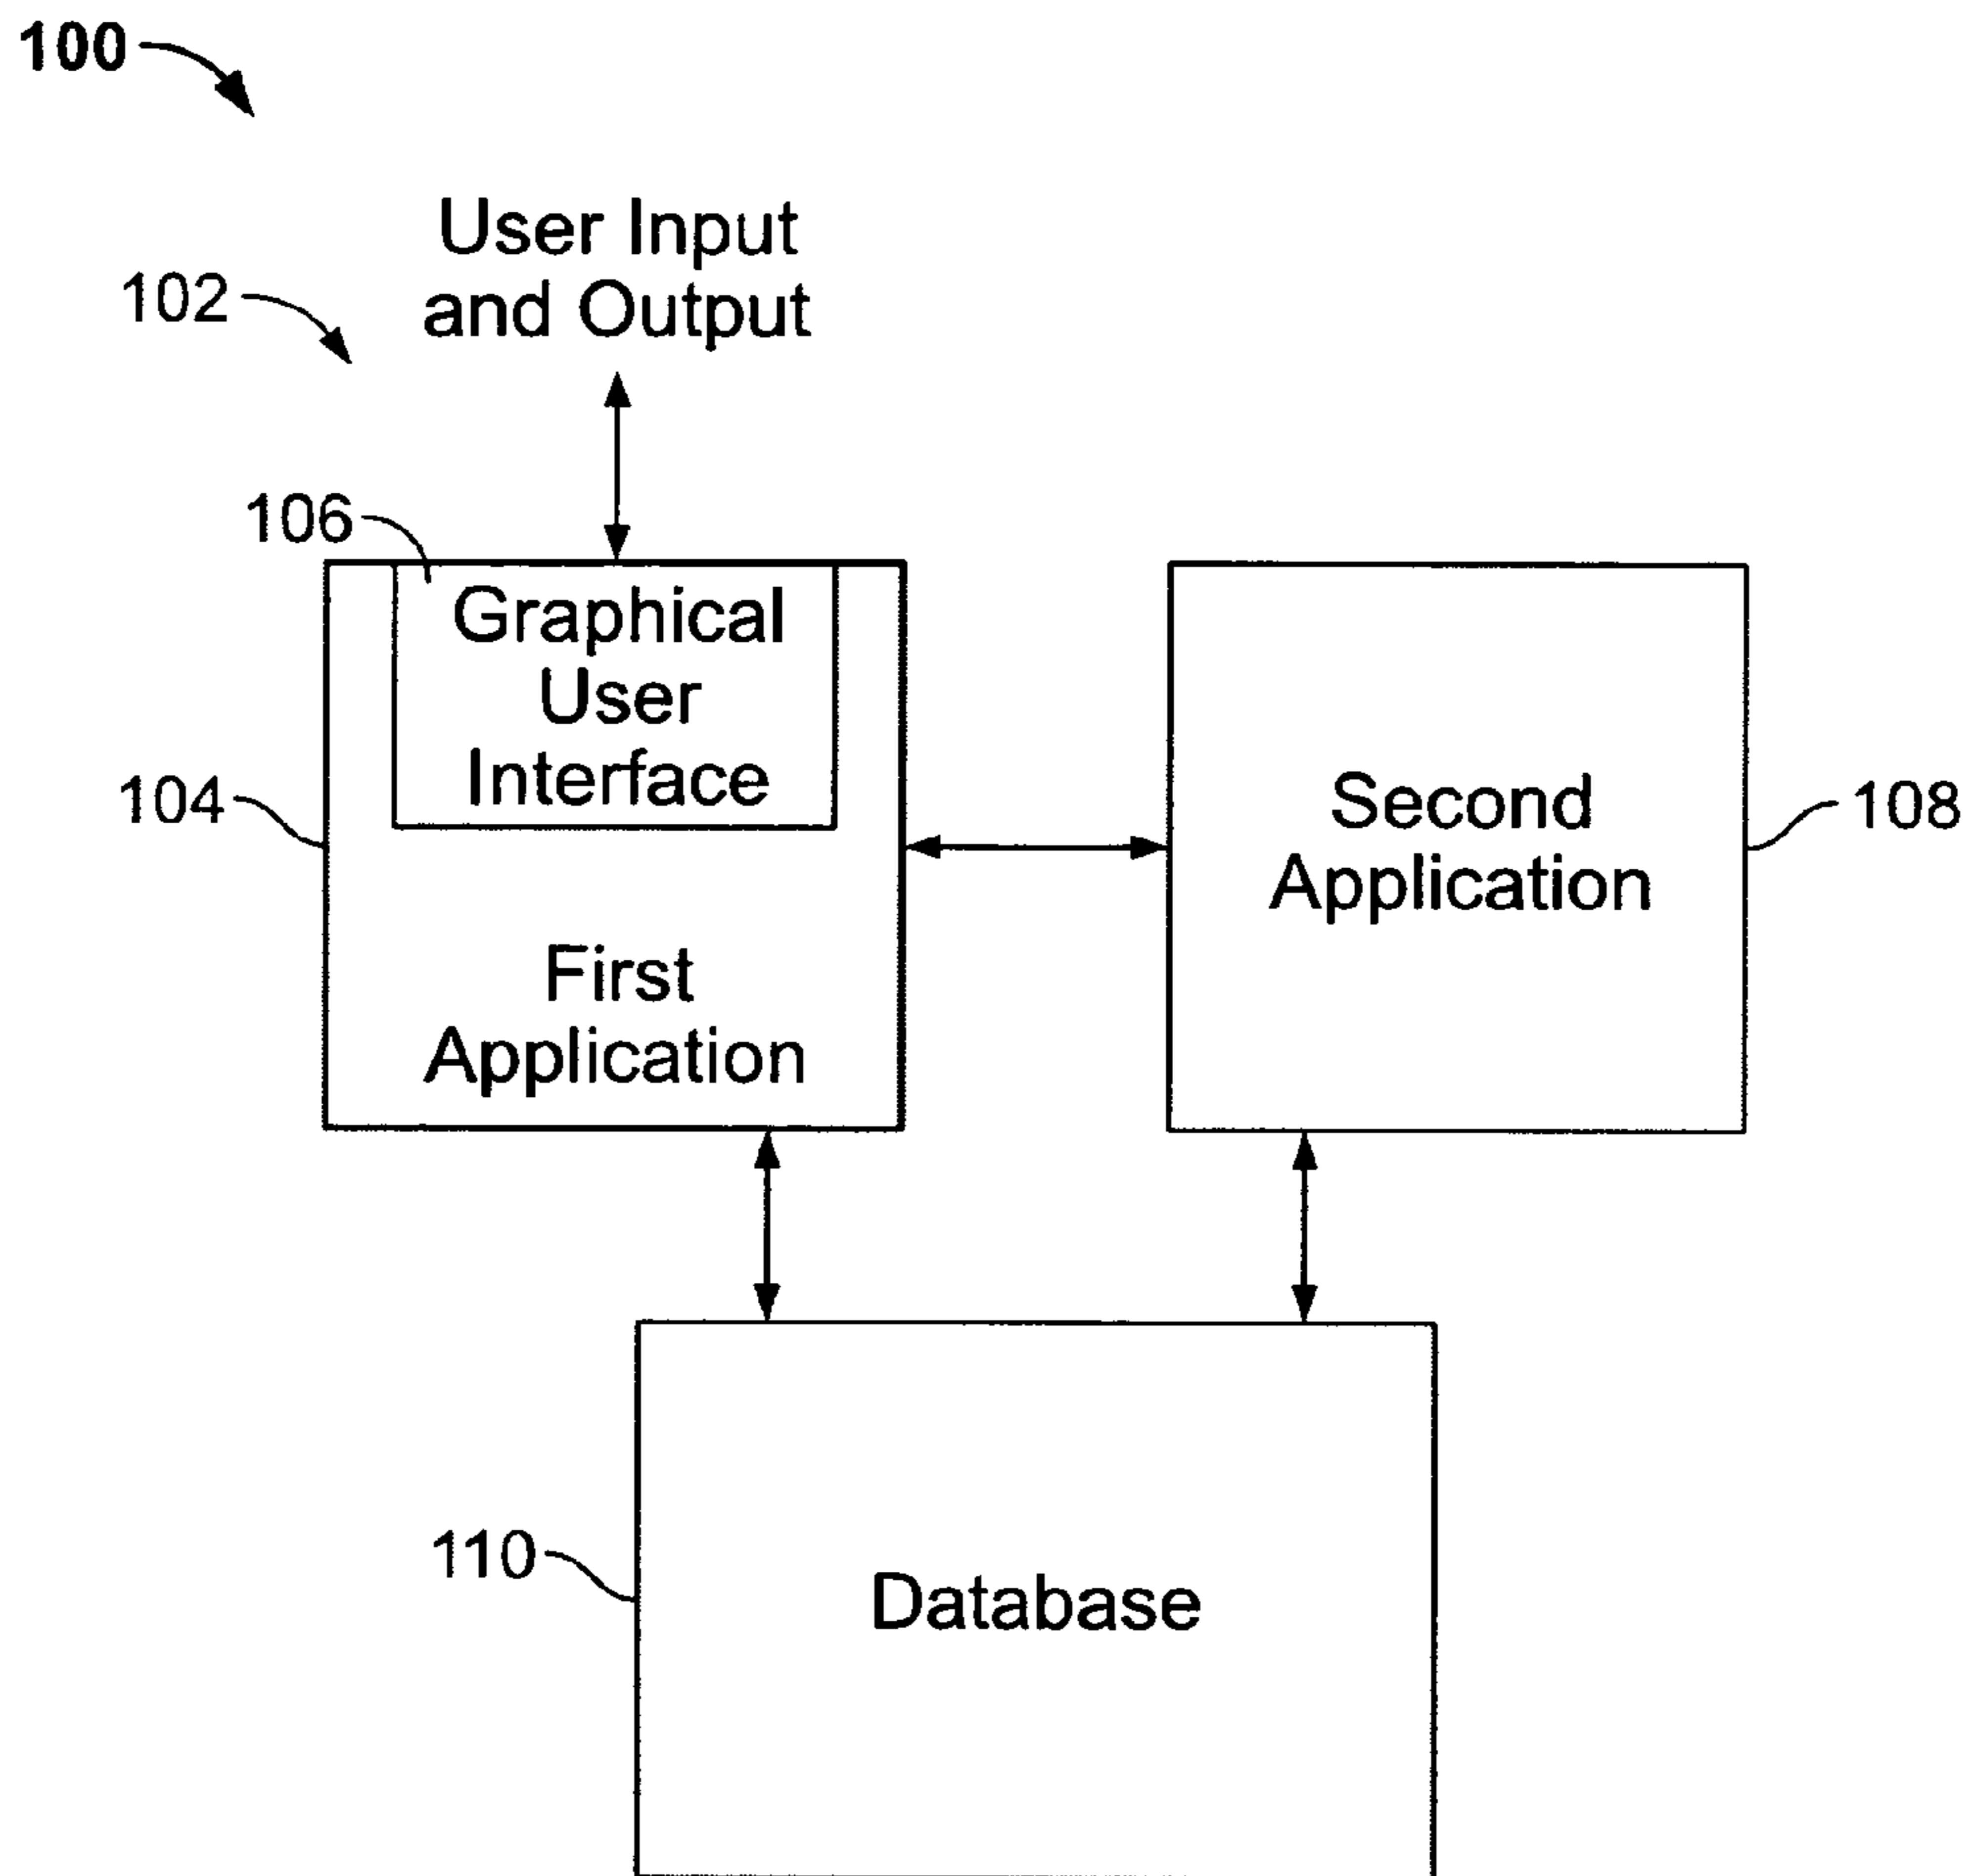 100
User Input
and Output
102
106
Graphical
User
Interface
104
First
Application
Second
Application
108
110
Database